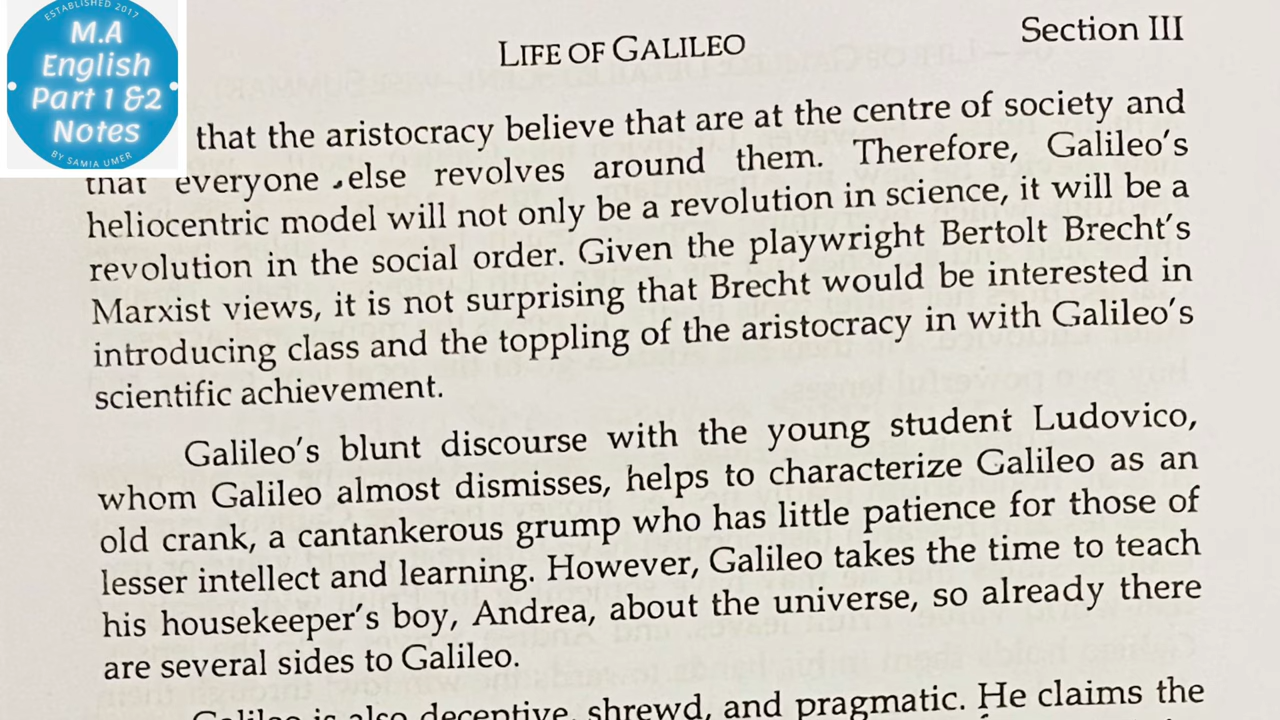 ESTABLISHED 2017
M.A
English
Part 1 &2
Notes
BY SAMIA UMER
LIFE OF GALILEO
Section III
that the aristocracy believe that are at the centre of society and
that everyone else revolves around them. Therefore, Galileo's
heliocentric model will not only be a revolution in science, it will be a
revolution in the social order. Given the playwright Bertolt Brecht's
Marxist views, it is not surprising that Brecht would be interested in
introducing class and the toppling of the aristocracy in with Galileo's
scientific achievement.
Galileo's blunt discourse with the young student Ludovico,
whom Galileo almost dismisses, helps to characterize Galileo as an
old crank, a cantankerous grump who has little patience for those of
lesser intellect and learning. However, Galileo takes the time to teach
his housekeeper's boy, Andrea, about the universe, so already there
are several sides to Galileo.
Galileo is also deceptive, shrewd, and pragmatic. He claims the